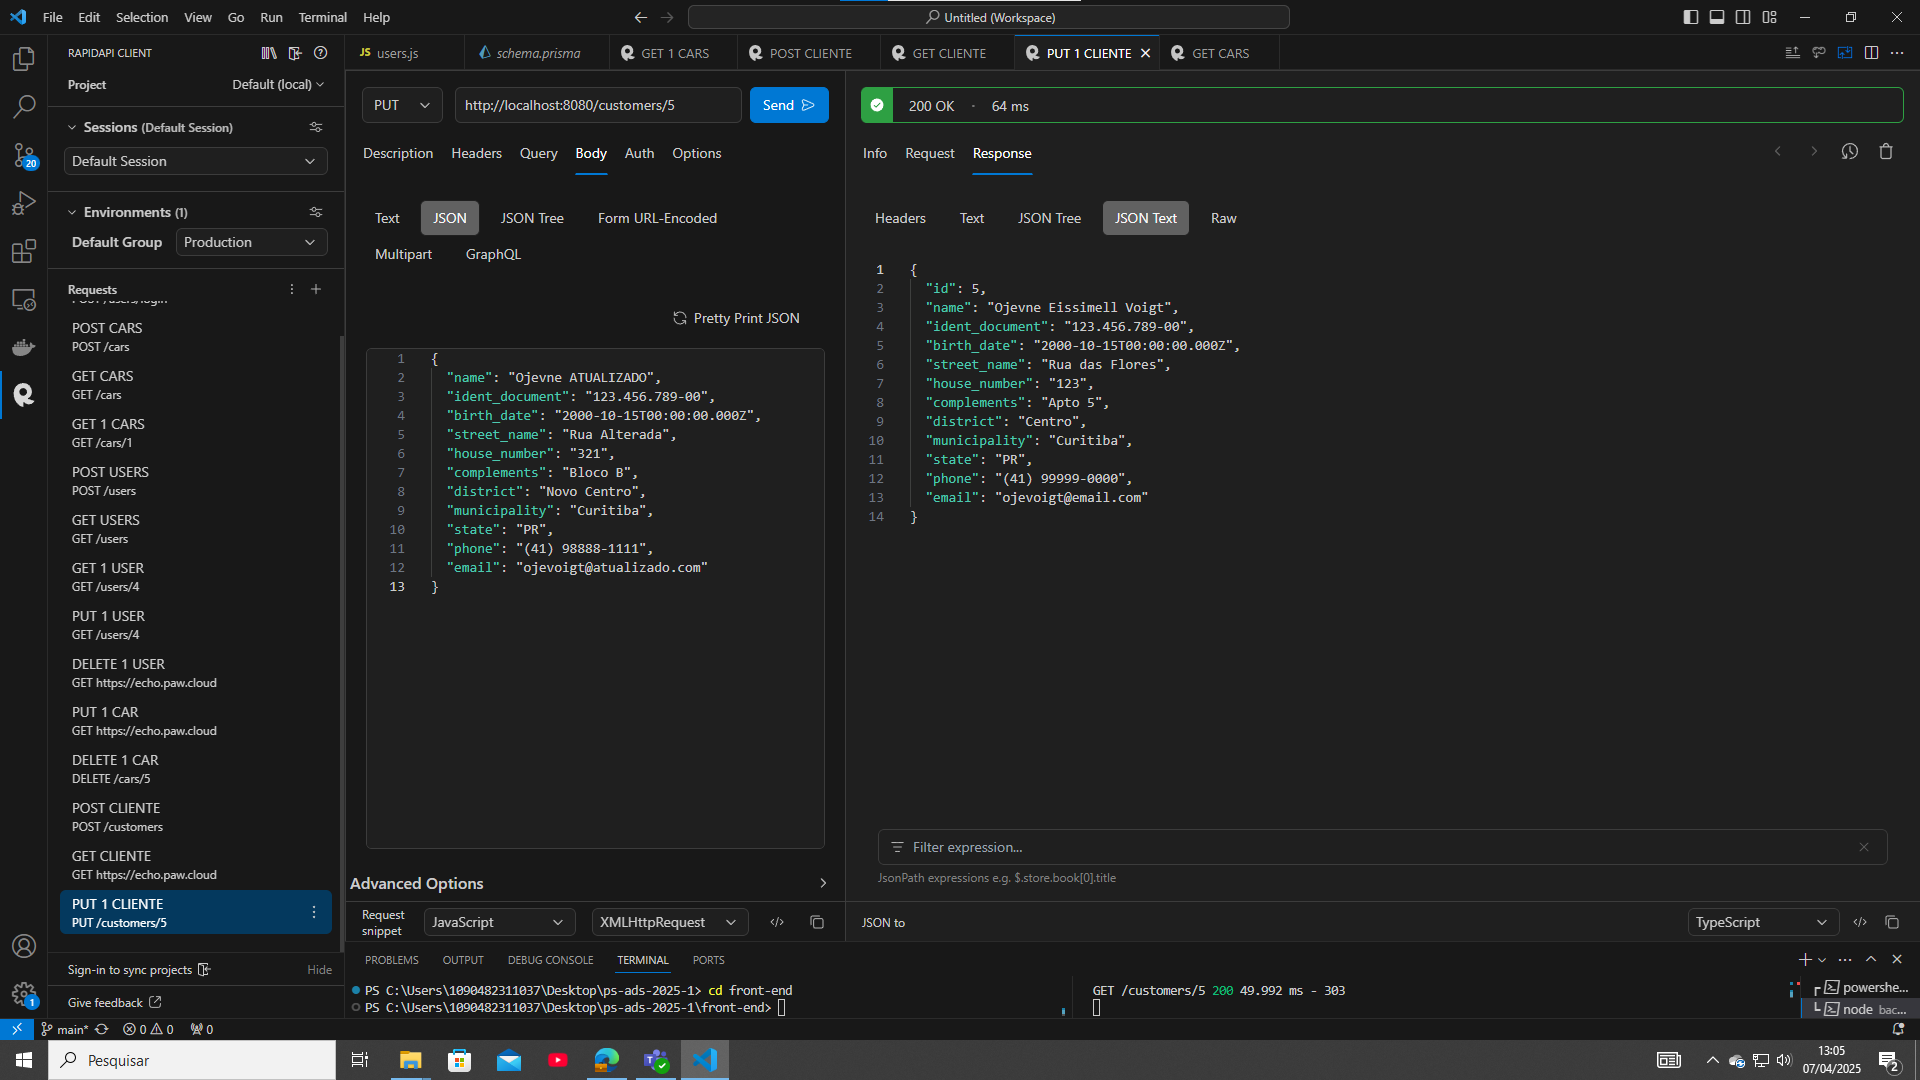 File Edit Selection View Go Run Terminal Help
Untitled (Workspace)
RAPIDAPI CLIENT
Project Default (local)
Sessions (Default Session)
Default Session
Environments (1)
Default Group Production
Requests
POST CARS
POST /cars
GET CARS
GET /cars
GET 1 CARS
GET /cars/1
POST USERS
POST /users
GET USERS
GET /users
GET 1 USER
GET /users/4
PUT 1 USER
GET /users/4
DELETE 1 USER
GET https://echo.paw.cloud
PUT 1 CAR
GET https://echo.paw.cloud
DELETE 1 CAR
DELETE /cars/5
POST CLIENTE
POST /customers
GET CLIENTE
GET https://echo.paw.cloud
PUT 1 CLIENTE
PUT /customers/5
Sign-in to sync projects Hide
Give feedback
20
1
JS users.js schema.prisma GET 1 CARS POST CLIENTE GET CLIENTE PUT 1 CLIENTE GET CARS
PUT http://localhost:8080/customers/5 Send
Description Headers Query Body Auth Options
Text JSON JSON Tree Form URL-Encoded
Multipart GraphQL
Pretty Print JSON
1 {
2 "name": "Ojevne ATUALIZADO",
3 "ident_document": "123.456.789-00",
4 "birth_date": "2000-10-15T00:00:00.000Z",
5 "street_name": "Rua Alterada",
6 "house_number": "321",
7 "complements": "Bloco B",
8 "district": "Novo Centro",
9 "municipality": "Curitiba",
10 "state": "PR",
11 "phone": "(41) 98888-1111",
12 "email": "ojevoigt@atualizado.com"
13 }
Advanced Options
Request snippet JavaScript XMLHttpRequest
200 OK · 64 ms
Info Request Response
Headers Text JSON Tree JSON Text Raw
1 {
2 "id": 5,
3 "name": "Ojevne Eissimell Voigt",
4 "ident_document": "123.456.789-00",
5 "birth_date": "2000-10-15T00:00:00.000Z",
6 "street_name": "Rua das Flores",
7 "house_number": "123",
8 "complements": "Apto 5",
9 "district": "Centro",
10 "municipality": "Curitiba",
11 "state": "PR",
12 "phone": "(41) 99999-0000",
13 "email": "ojevoigt@email.com"
14 }
Filter expression...
JsonPath expressions e.g. $.store.book[0].title
JSON to TypeScript
PROBLEMS OUTPUT DEBUG CONSOLE TERMINAL PORTS
PS C:\Users\1090482311037\Desktop\ps-ads-2025-1> cd front-end
PS C:\Users\1090482311037\Desktop\ps-ads-2025-1\front-end>
GET /customers/5 200 49.992 ms - 303
powershe...
node bac...
main* 0 0 0
Pesquisar
13:05
07/04/2025
2